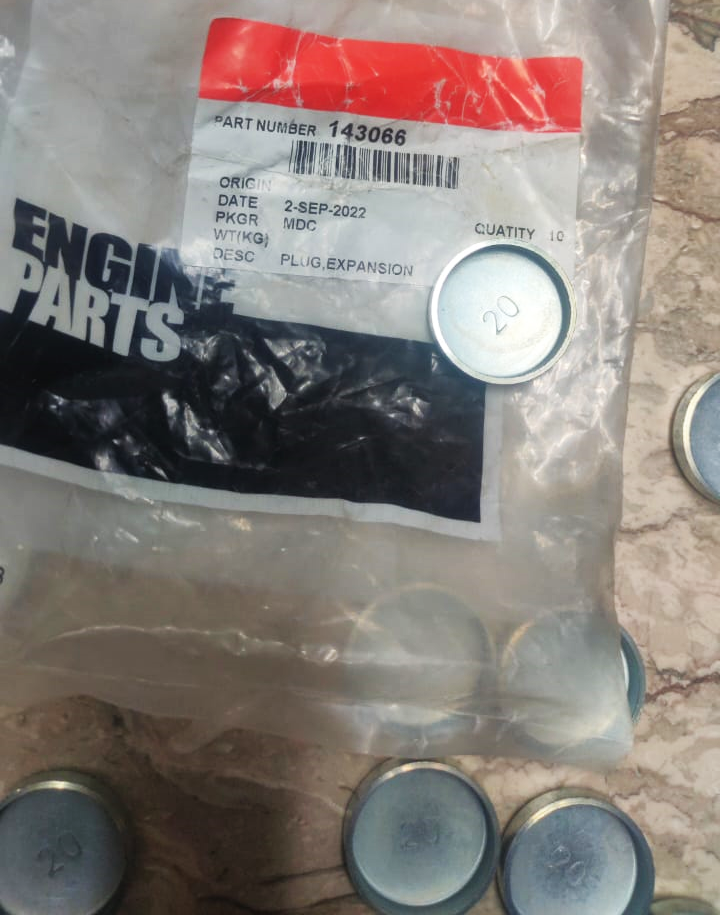 PART NUMBER 143066
ORIGIN
DATE 2-SEP-2022
PKGR MDC
WT(KG)
QUATITY 10
DESC PLUG,EXPANSION
ENGINE
PARTS
20
20
20
20